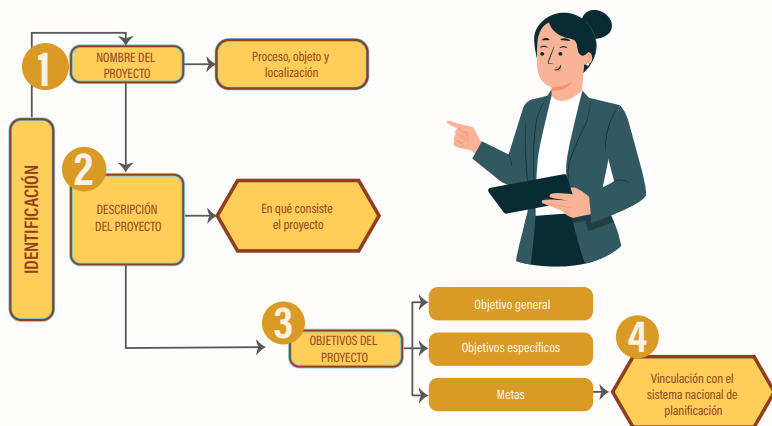 IDENTIFICACIÓN
1
NOMBRE DEL
PROYECTO
Proceso, objeto y
localización
2
DESCRIPCIÓN
DEL PROYECTO
En qué consiste
el proyecto
3
OBJETIVOS DEL
PROYECTO
Objetivo general
Objetivos específicos
Metas
4
Vinculación con el
sistema nacional de
planificación